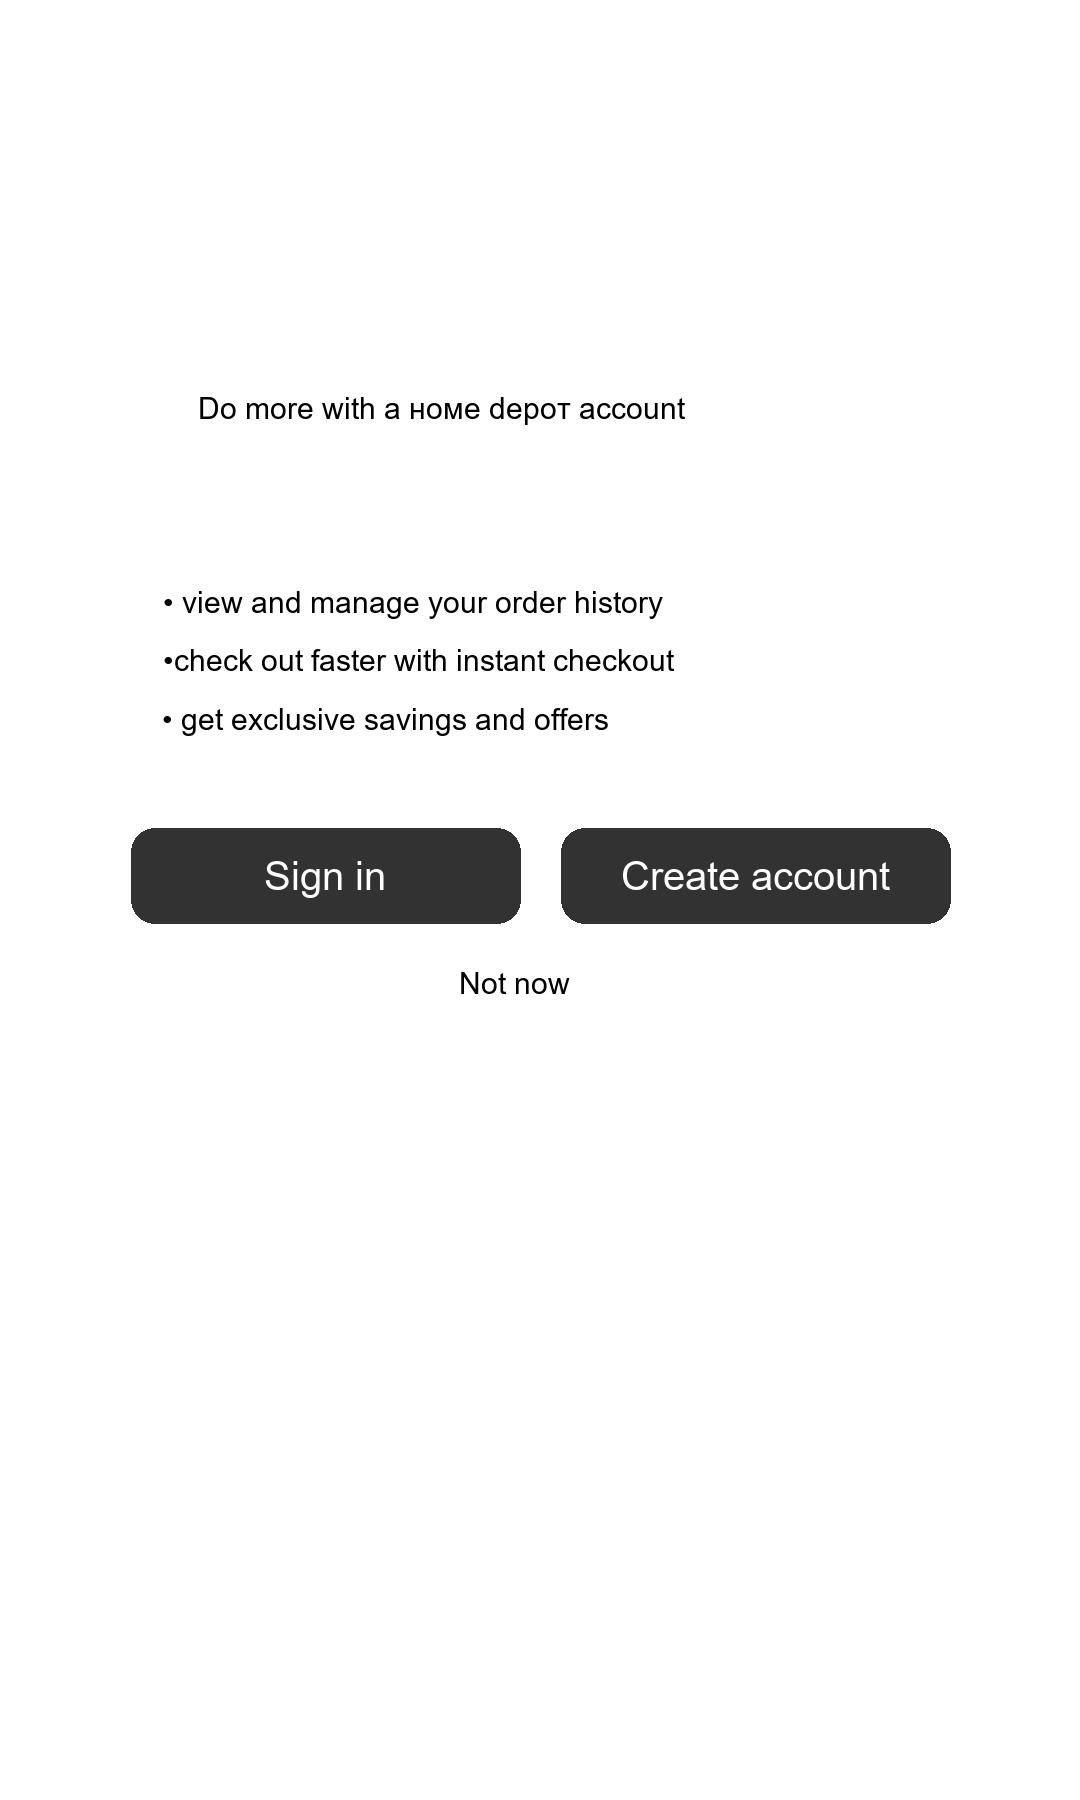 Do more with a нoмe depoт account
• view and manage your order history
•check out faster with instant checkout
• get exclusive savings and offers
Sign in
Create account
Not now